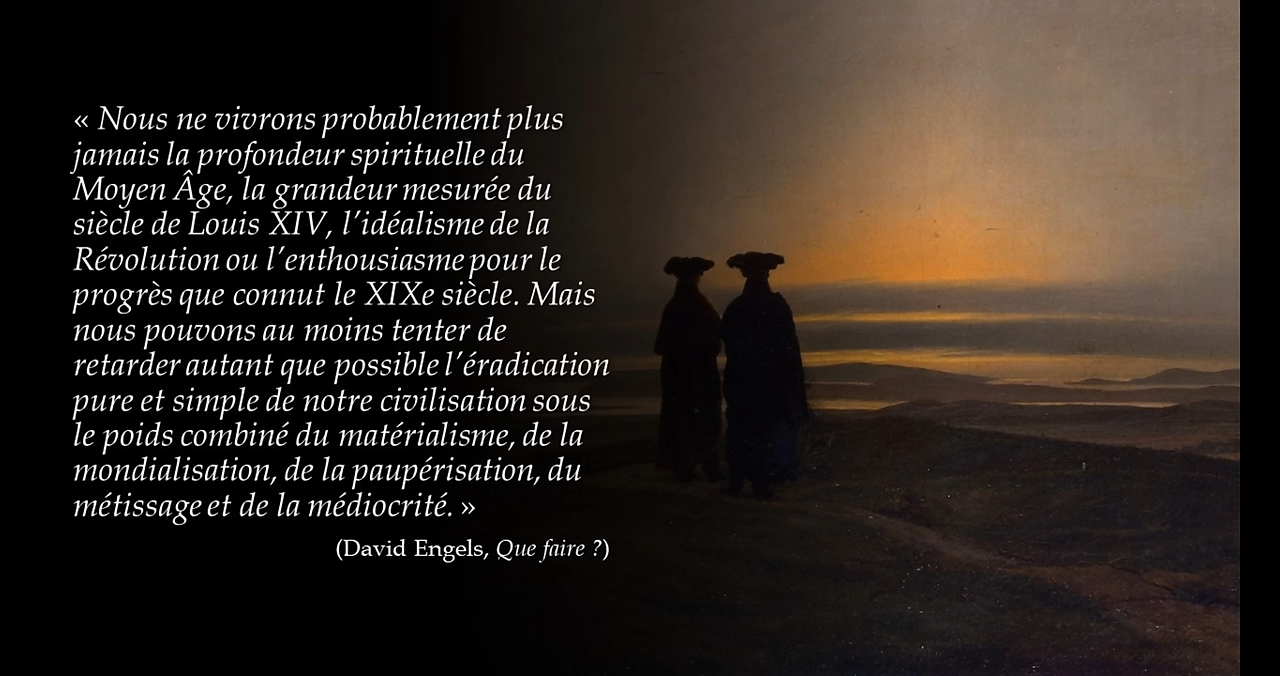 « Nous ne vivrons probablement plus
jamais la profondeur spirituelle du
Moyen Âge, la grandeur mesurée du
siècle de Louis XIV, l’idéalisme de la
Révolution ou l’enthousiasme pour le
progrès que connut le XIXe siècle. Mais
nous pouvons au moins tenter de
retarder autant que possible l’éradication
pure et simple de notre civilisation sous
le poids combiné du matérialisme, de la
mondialisation, de la paupérisation, du
métissage et de la médiocrité. »
(David Engels, Que faire ?)